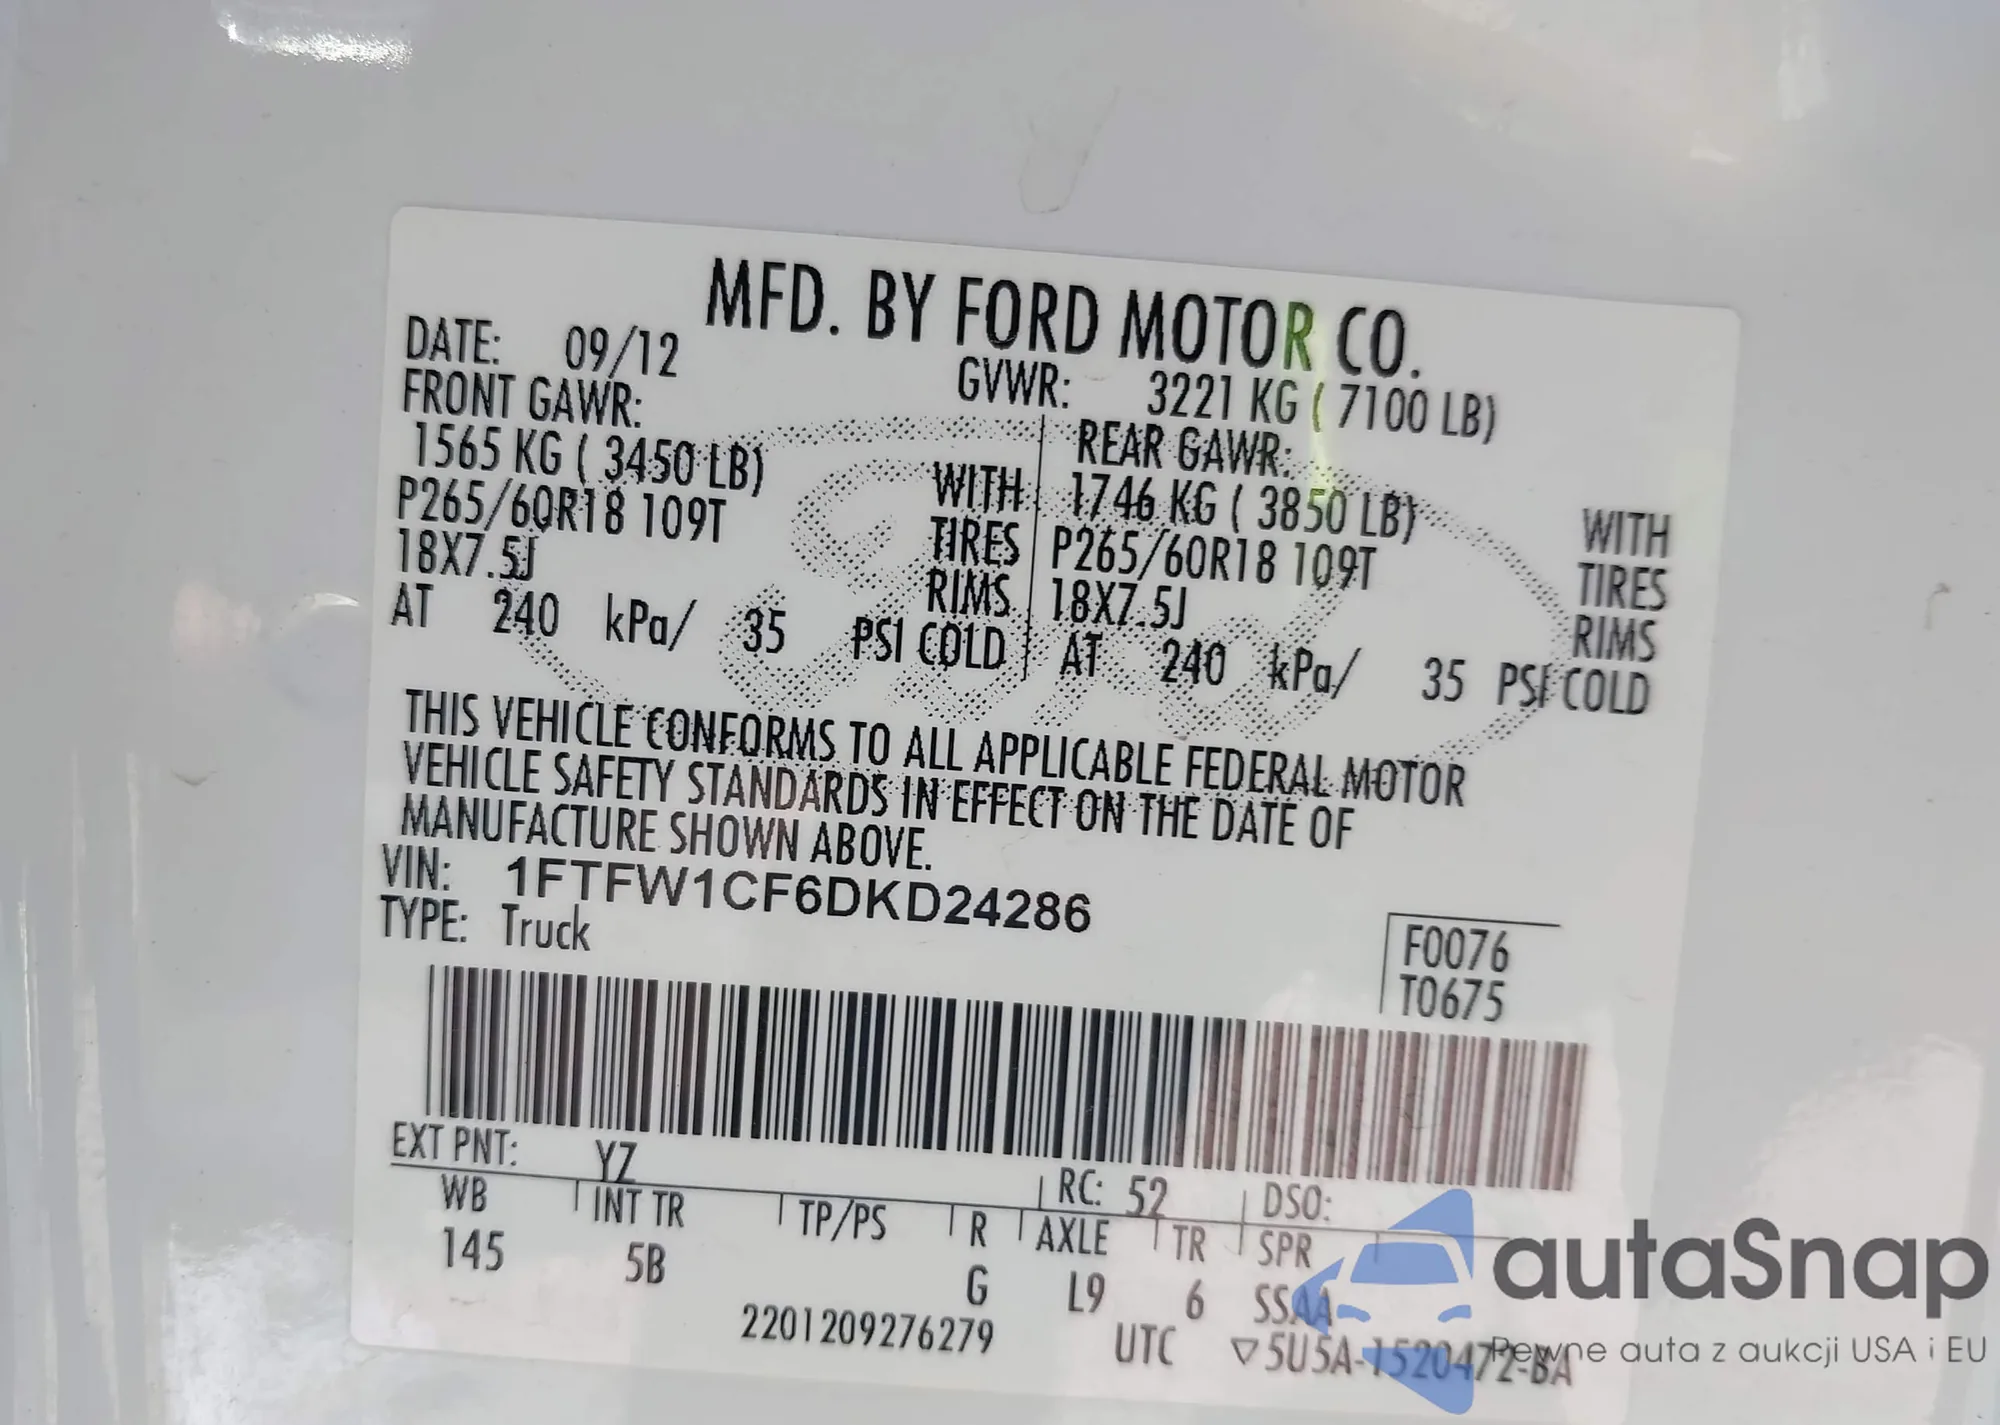 MFD. BY FORD MOTOR CO.
DATE: 09/12
GVWR: 3221 KG ( 7100 LB)
FRONT GAWR:
1565 KG ( 3450 LB)
WITH
P265/60R18 109T
TIRES
18X7.5J
RIMS
AT 240 kPa/ 35 PSI COLD
REAR GAWR:
1746 KG ( 3850 LB)
WITH
P265/60R18 109T
TIRES
18X7.5J
RIMS
AT 240 kPa/ 35 PSI COLD
THIS VEHICLE CONFORMS TO ALL APPLICABLE FEDERAL MOTOR
VEHICLE SAFETY STANDARDS IN EFFECT ON THE DATE OF
MANUFACTURE SHOWN ABOVE.
VIN: 1FTFW1CF6DKD24286
TYPE: Truck
F0076
T0675
EXT PNT: YZ RC: 52 DSO:
WB INT TR TP/PS R AXLE TR SPR
145 5B G L9 6 SSAA
2201209276279 UTC ▽5U5A-1520472-BA
autaSnap
Pewne auta z aukcji USA i EU